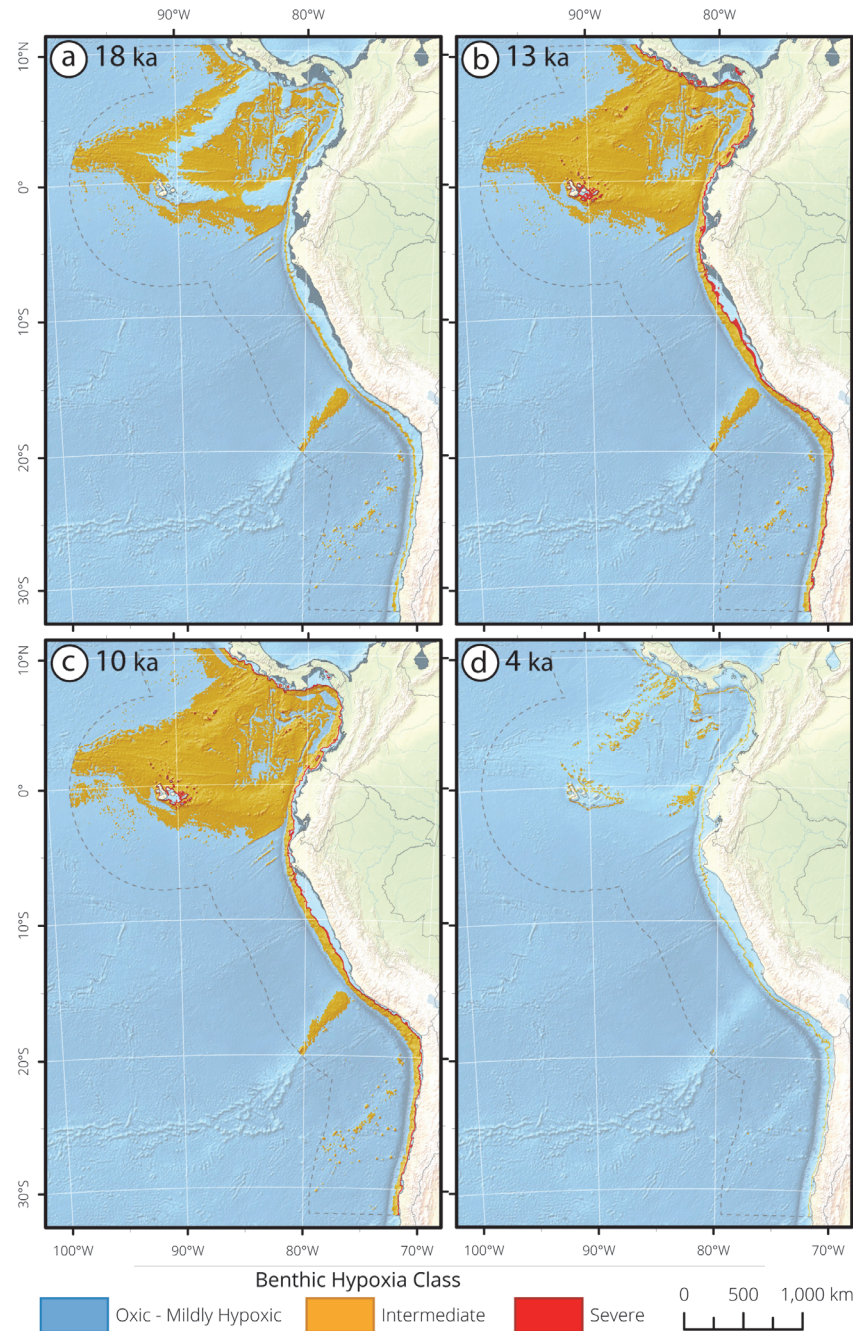 90°W 80°W 90°W 80°W
a 18 ka
b 13 ka
10°N
0°
10°S
20°S
30°S
c 10 ka
d 4 ka
10°N
0°
10°S
20°S
30°S
100°W 90°W 80°W 70°W 100°W 90°W 80°W 70°W
Benthic Hypoxia Class
Oxic - Mildly Hypoxic Intermediate Severe
0 500 1,000 km